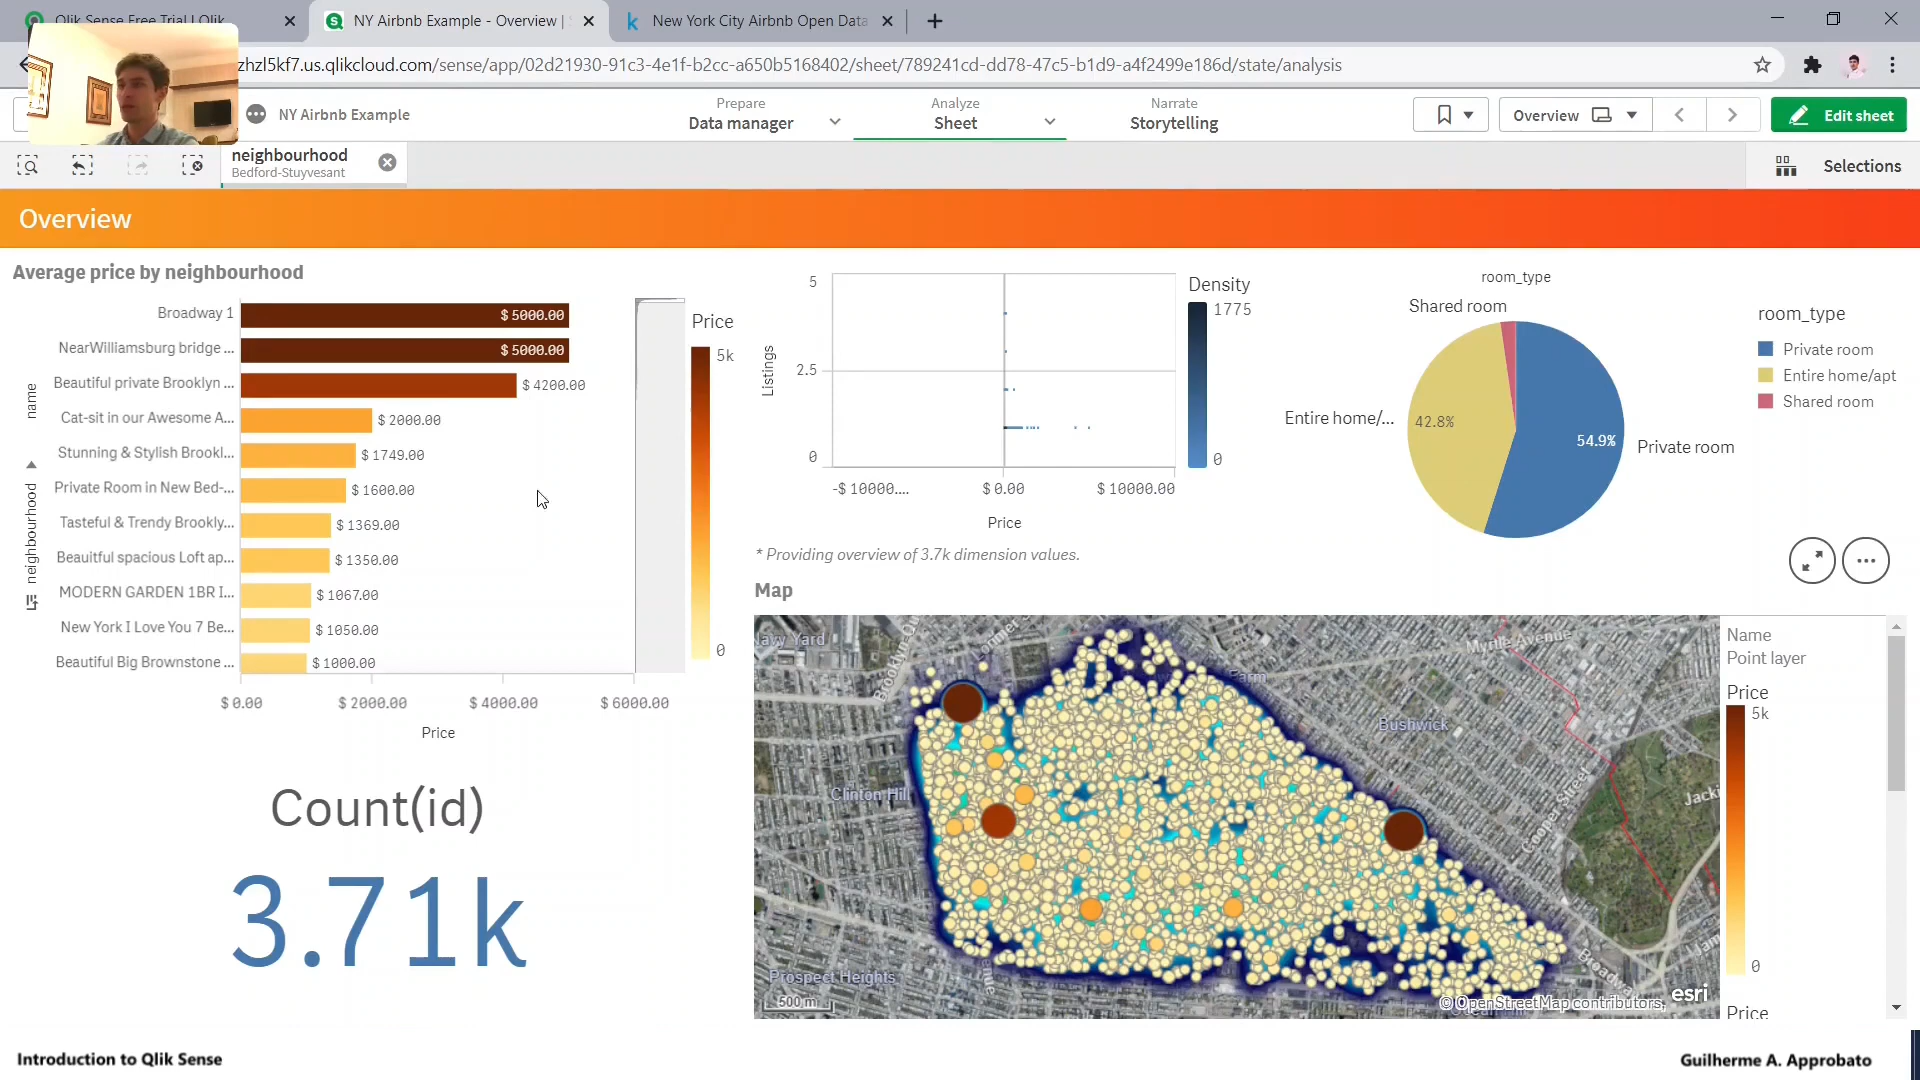 Qlik Sense Free Trial | Qlik
NY Airbnb Example - Overview |
New York City Airbnb Open Data
zhzl5kf7.us.qlikcloud.com/sense/app/02d21930-91c3-4e1f-b2cc-a650b5168402/sheet/789241cd-dd78-47c5-b1d9-a4f2499e186d/state/analysis
NY Airbnb Example
Prepare
Data manager
Analyze
Sheet
Narrate
Storytelling
Overview
Edit sheet
neighbourhood
Bedford-Stuyvesant
Selections
Overview
Average price by neighbourhood
name
neighbourhood
Broadway 1
$ 5000.00
NearWilliamsburg bridge ...
$ 5000.00
Beautiful private Brooklyn ...
$ 4200.00
Cat-sit in our Awesome A...
$ 2000.00
Stunning & Stylish Brookl...
$ 1749.00
Private Room in New Bed-...
$ 1600.00
Tasteful & Trendy Brookly...
$ 1369.00
Beauitful spacious Loft ap...
$ 1350.00
MODERN GARDEN 1BR I...
$ 1067.00
New York I Love You 7 Be...
$ 1050.00
Beautiful Big Brownstone ...
$ 1000.00
$ 0.00
$ 2000.00
$ 4000.00
$ 6000.00
Price
Price
5k
0
Listings
5
2.5
0
-$ 10000....
$ 0.00
$ 10000.00
Price
Density
1775
0
* Providing overview of 3.7k dimension values.
room_type
Shared room
Entire home/...
42.8%
54.9%
Private room
room_type
Private room
Entire home/apt
Shared room
Count(id)
3.71k
Map
Navy Yard
Myrtle Avenue
Bushwick
Clinton Hill
Cooper Street
Prospect Heights
500 m
© OpenStreetMap contributors,
esri
Name
Point layer
Price
5k
0
Price
Introduction to Qlik Sense
Guilherme A. Approbato